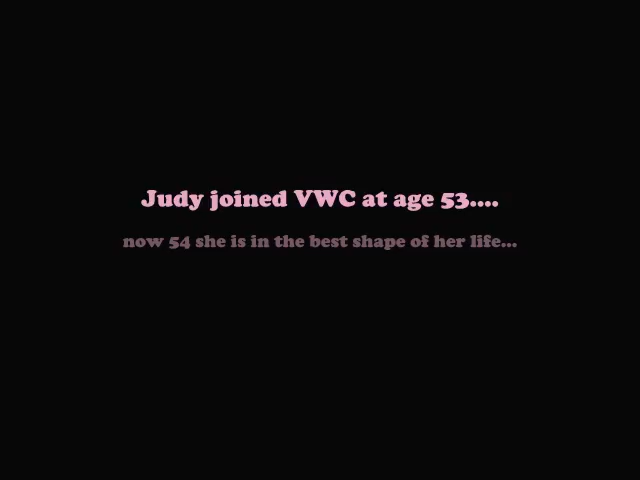 Judy joined VWC at age 53....
now 54 she is in the best shape of her life...